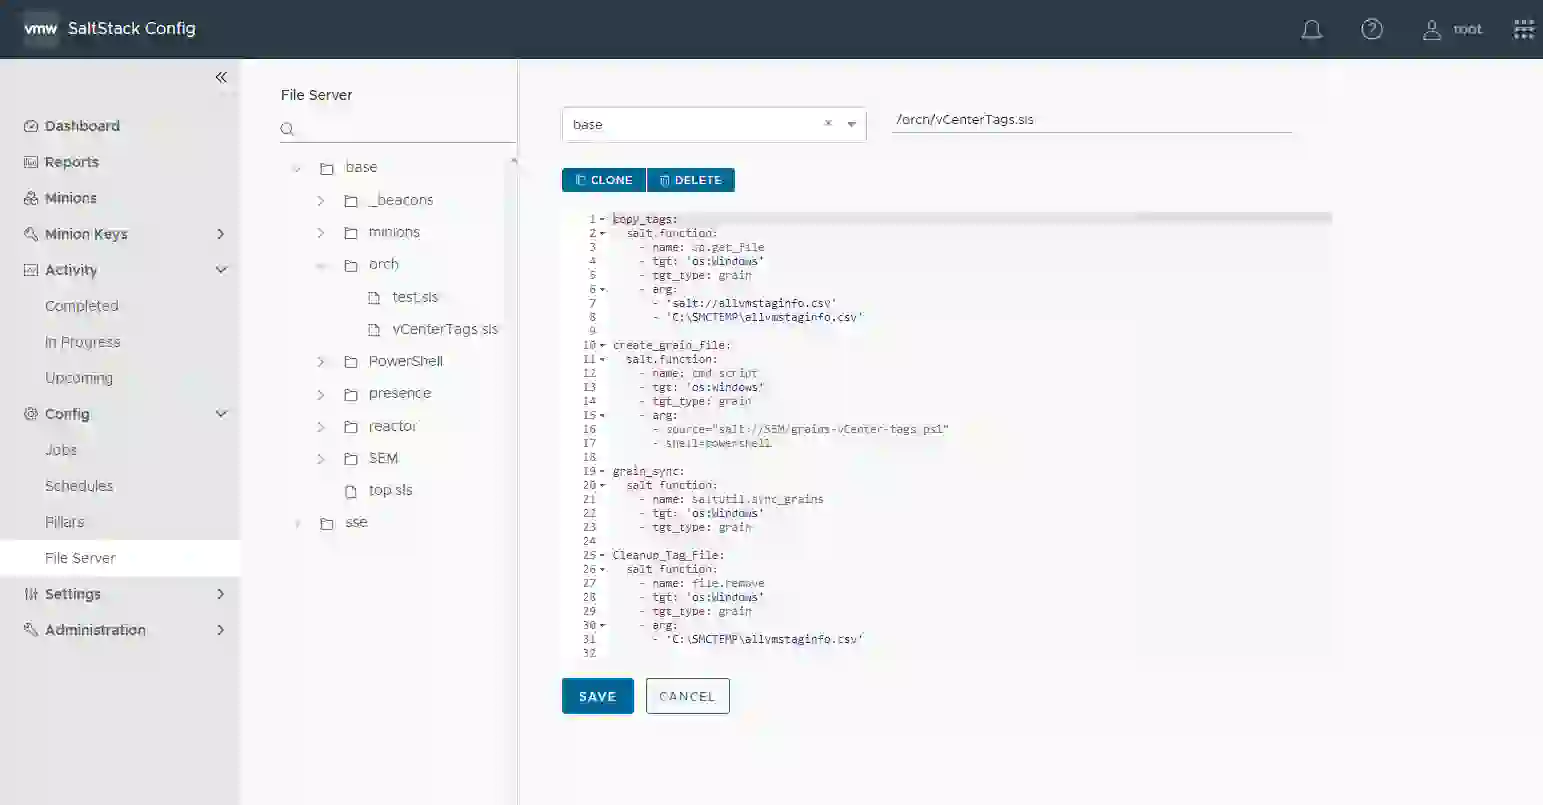 vmw SaltStack Config
root
Dashboard
Reports
Minions
Minion Keys
Activity
Completed
In Progress
Upcoming
Config
Jobs
Schedules
Pillars
File Server
Settings
Administration
File Server
base
_beacons
minions
orch
test.sls
vCenterTags.sls
PowerShell
presence
reactor
SEM
top.sls
sse
base
/orch/vCenterTags.sls
CLONE DELETE
1 copy_tags:
2 salt.function:
3 - name: cp.get_file
4 - tgt: 'os:Windows'
5 - tgt_type: grain
6 - arg:
7 - 'salt://allvmstaginfo.csv'
8 - 'C:\SMCTEMP\allvmstaginfo.csv'
9
10 create_grain_file:
11 salt.function:
12 - name: cmd.script
13 - tgt: 'os:Windows'
14 - tgt_type: grain
15 - arg:
16 - source="salt://SEM/grains-vCenter-tags.ps1"
17 - shell=powershell
18
19 grain_sync:
20 salt.function:
21 - name: saltutil.sync_grains
22 - tgt: 'os:Windows'
23 - tgt_type: grain
24
25 Cleanup_Tag_File:
26 salt.function:
27 - name: file.remove
28 - tgt: 'os:Windows'
29 - tgt_type: grain
30 - arg:
31 - 'C:\SMCTEMP\allvmstaginfo.csv'
32
SAVE CANCEL